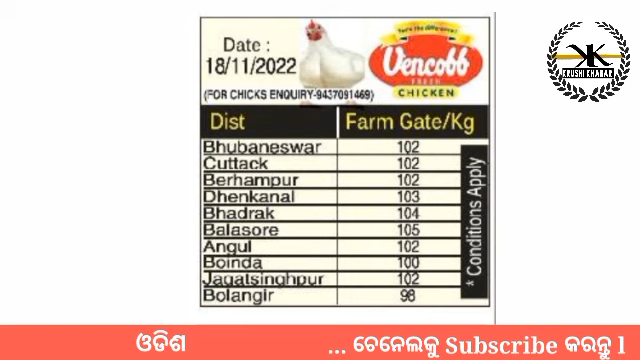 Date :
18/11/2022
Taste the difference!
Vencobb
FRESH
CHICKEN
(FOR CHICKS ENQUIRY-9437091469)
KRUSHI KHABAR
Dist Farm Gate/Kg
Bhubaneswar 102
Cuttack 102
Berhampur 102
Dhenkanal 103
Bhadrak 104
Balasore 105
Angul 102
Boinda 100
Jagatsinghpur 102
Bolangir 98
* Conditions Apply
ଓଡିଶ ... ଚେନେଲକୁ Subscribe କରନ୍ତୁ l